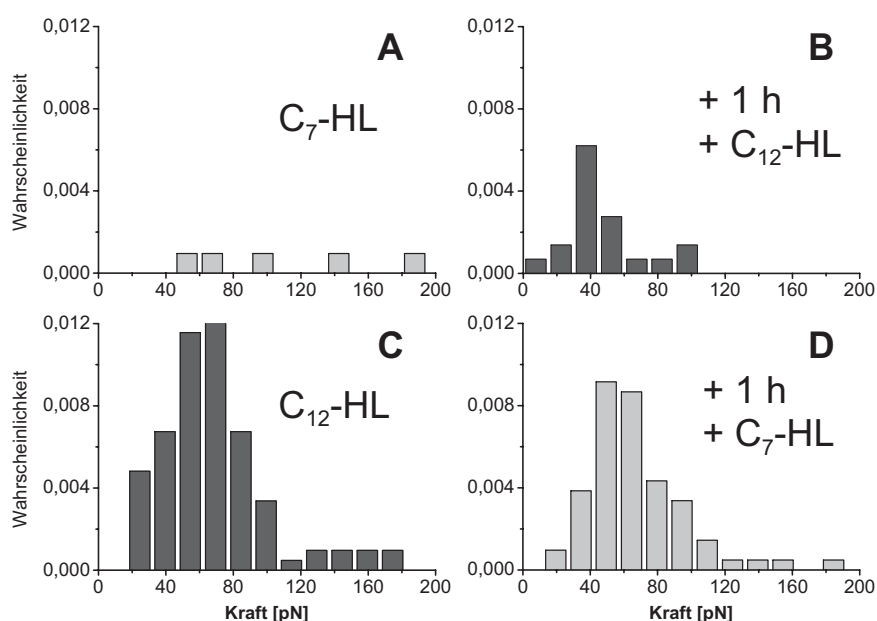 0,012
0,008
0,004
0,000
Wahrscheinlichkeit
A
C₇-HL
0 40 80 120 160 200
0,012
0,008
0,004
0,000
B
+ 1 h
+ C₁₂-HL
0 40 80 120 160 200
0,012
0,008
0,004
0,000
Wahrscheinlichkeit
C
C₁₂-HL
0 40 80 120 160 200
Kraft [pN]
0,012
0,008
0,004
0,000
D
+ 1 h
+ C₇-HL
0 40 80 120 160 200
Kraft [pN]